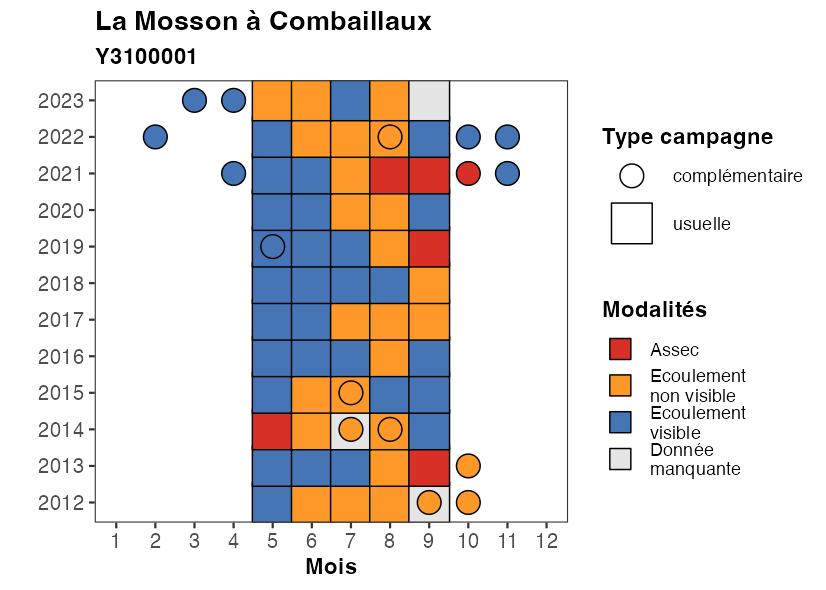 La Mosson à Combaillaux
Y3100001
2023
2022
2021
2020
2019
2018
2017
2016
2015
2014
2013
2012
1 2 3 4 5 6 7 8 9 10 11 12
Mois
Type campagne
complémentaire
usuelle
Modalités
Assec
Ecoulement
non visible
Ecoulement
visible
Donnée
manquante